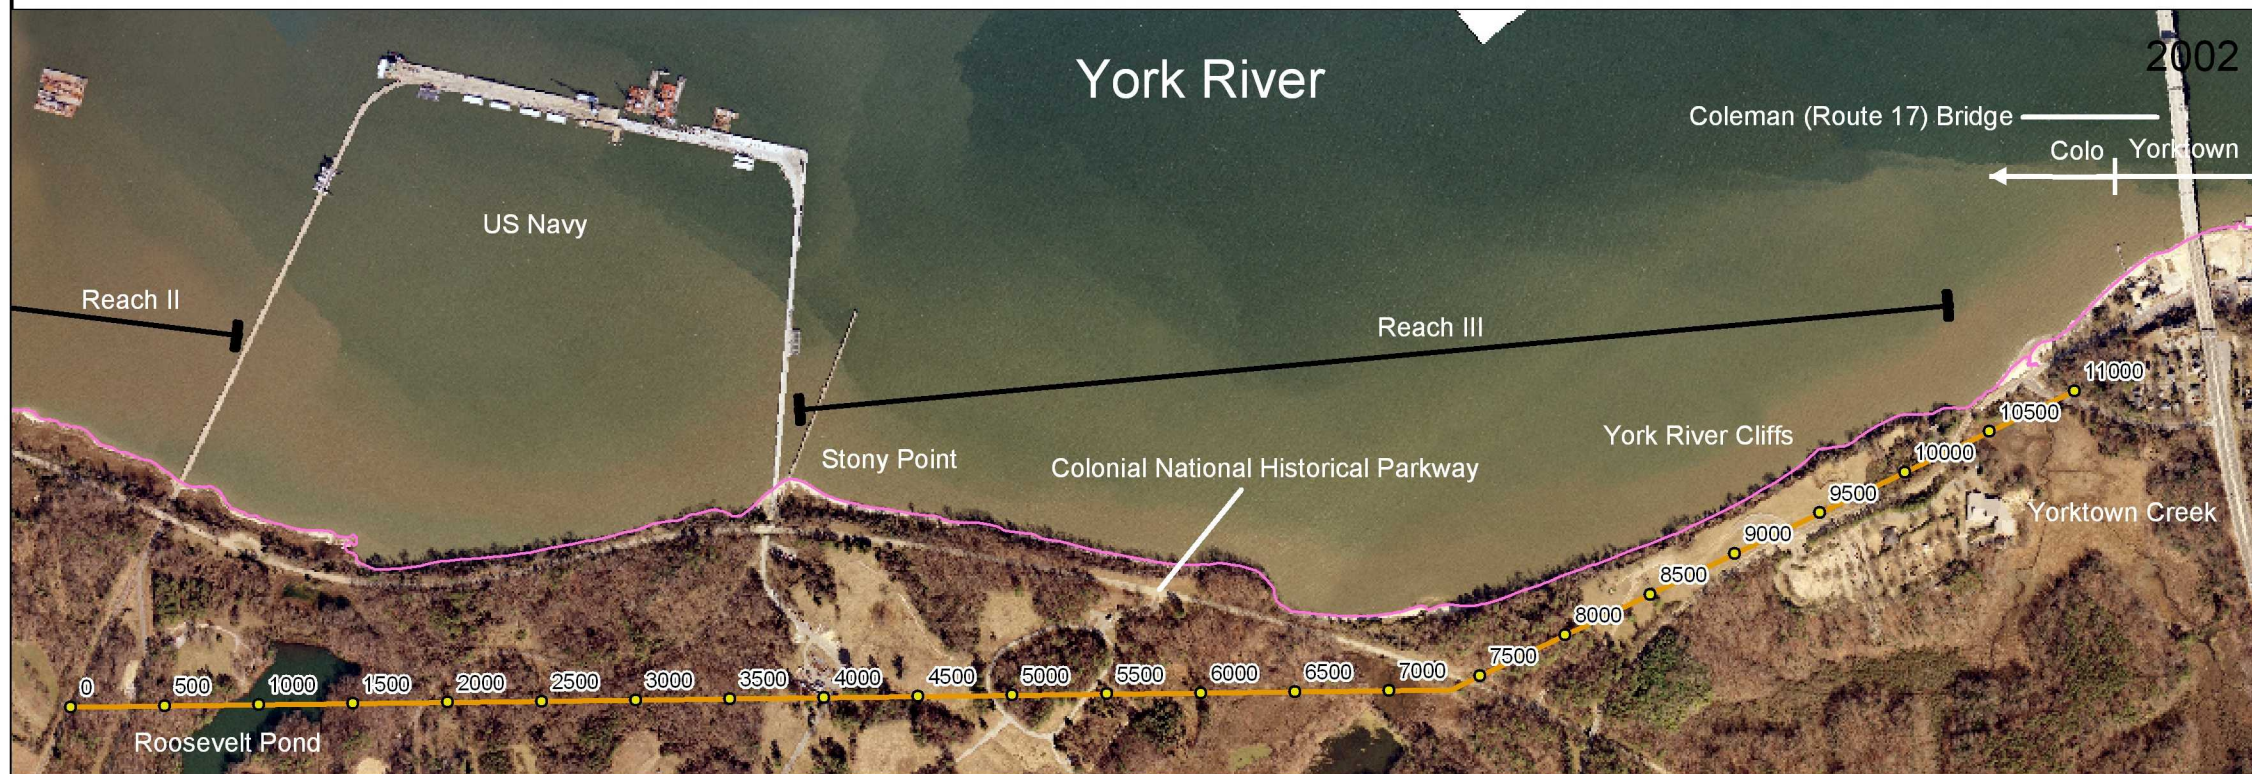 York River
2002
Coleman (Route 17) Bridge
Colo
Yorktown
US Navy
Reach II
Reach III
11000
10500
York River Cliffs
Stony Point
Colonial National Historical Parkway
10000
9500
Yorktown Creek
9000
8500
8000
7500
0
500
1000
1500
2000
2500
3000
3500
4000
4500
5000
5500
6000
6500
7000
Roosevelt Pond